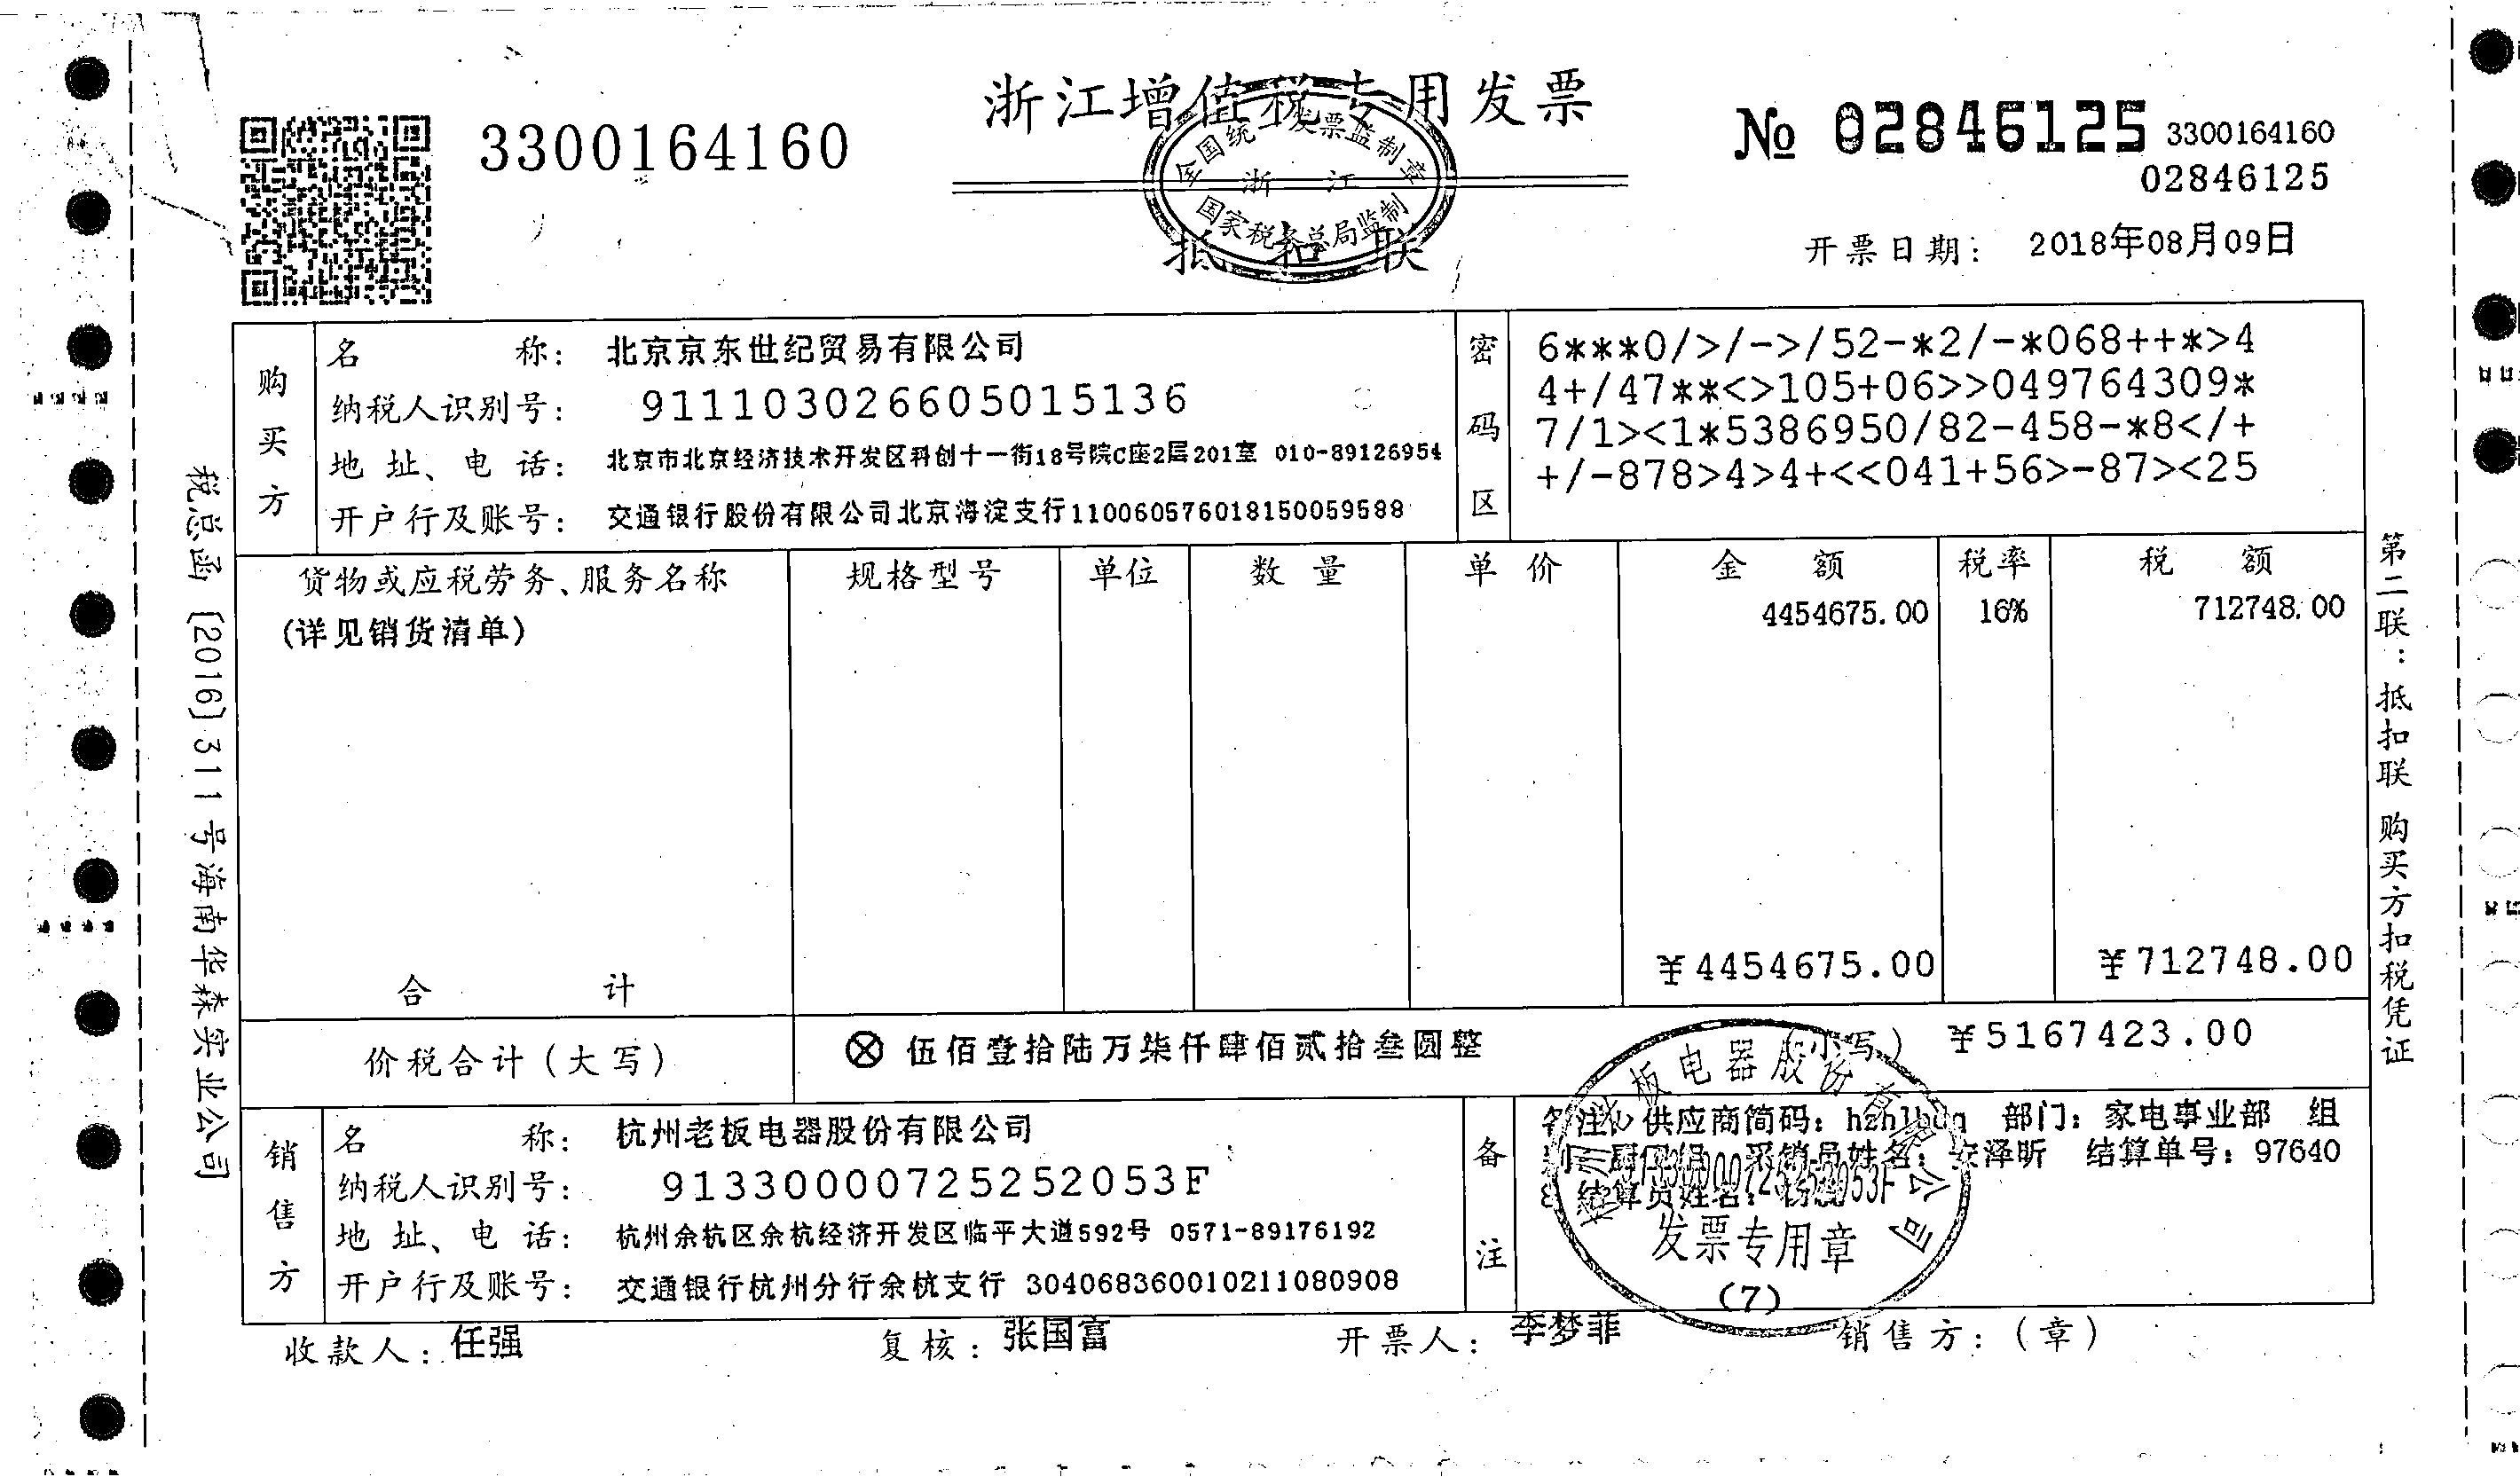 浙江增值税专用发票
3300164160
№ 02846125
3300164160
02846125
全国统一发票监制章
浙江
国家税务总局监制
抵扣联
开票日期: 2018年08月09日
购买方
名称: 北京京东世纪贸易有限公司
纳税人识别号: 911103026605015136
地址、电话: 北京市北京经济技术开发区科创十一街18号院C座2层201室 010-89126954
开户行及账号: 交通银行股份有限公司北京海淀支行110060576018150059588
密码区
6***0/>/->/52-*2/-*068++*>4
4+/47**<>105+06>>049764309*
7/1><1*5386950/82-458-*8</+
+/-878>4>4+<<041+56>-87><25
货物或应税劳务、服务名称 规格型号 单位 数量 单价 金额 税率 税额
(详见销货清单) 4454675.00 16% 712748.00
合计 ¥4454675.00 ¥712748.00
价税合计(大写) ⊗ 伍佰壹拾陆万柒仟肆佰贰拾叁圆整 (小写) ¥5167423.00
销售方
名称: 杭州老板电器股份有限公司
纳税人识别号: 91330000725252053F
地址、电话: 杭州余杭区余杭经济开发区临平大道592号 0571-89176192
开户行及账号: 交通银行杭州分行余杭支行 304068360010211080908
备注
供应商简码: 部门: 家电事业部 组
采销员姓名: 安泽昕 结算单号: 97640
结算员姓名:
板电器股份有限公司
91330000725252053F
发票专用章
(7)
收款人: 任强 复核: 张国富 开票人: 李梦菲 销售方: (章)
税总函[2016]311号海南华森实业公司
第二联:抵扣联 购买方扣税凭证